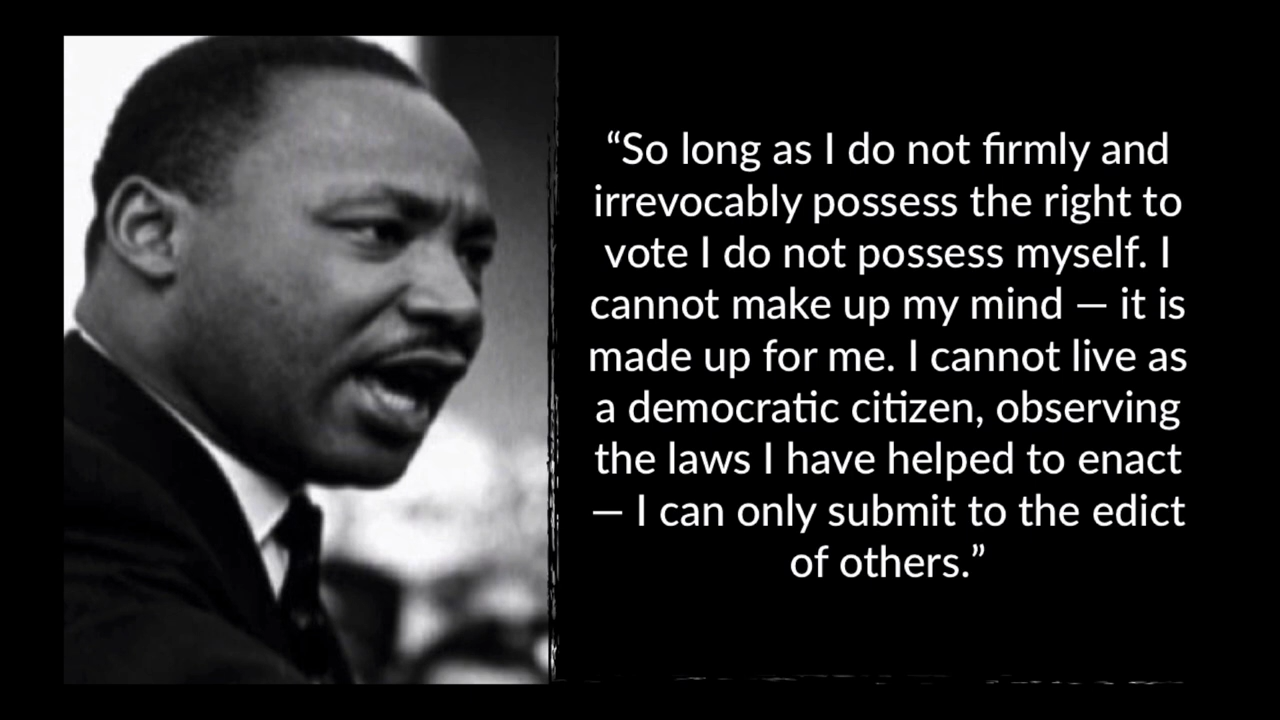 “So long as I do not firmly and
irrevocably possess the right to
vote I do not possess myself. I
cannot make up my mind — it is
made up for me. I cannot live as
a democratic citizen, observing
the laws I have helped to enact
— I can only submit to the edict
of others.”